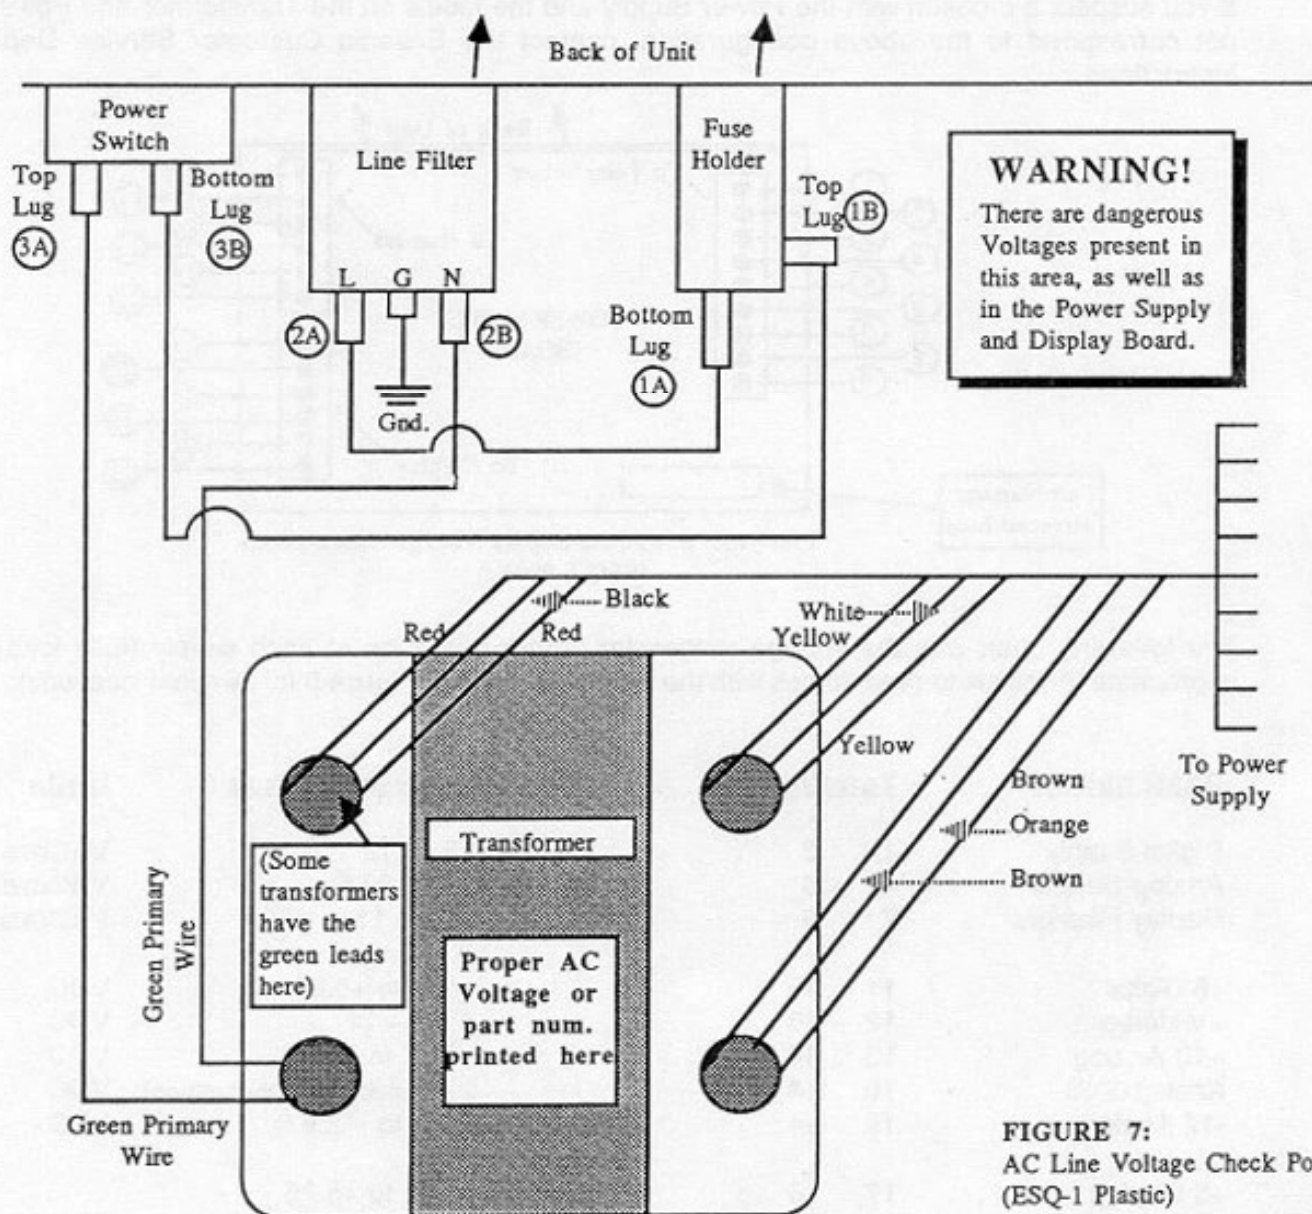 Back of Unit
Power
Switch
Line Filter
Fuse
Holder
WARNING!
There are dangerous
Voltages present in
this area, as well as
in the Power Supply
and Display Board.
Top
Lug
3A
Bottom
Lug
3B
L G N
2A
2B
Gnd.
Top
Lug
1B
Bottom
Lug
1A
Black
Red
Red
White
Yellow
Yellow
Brown
Orange
Brown
To Power
Supply
Transformer
(Some
transformers
have the
green leads
here)
Proper AC
Voltage or
part num.
printed here
Green Primary
Wire
Green Primary
Wire
FIGURE 7:
AC Line Voltage Check
(ESQ-1 Plastic)